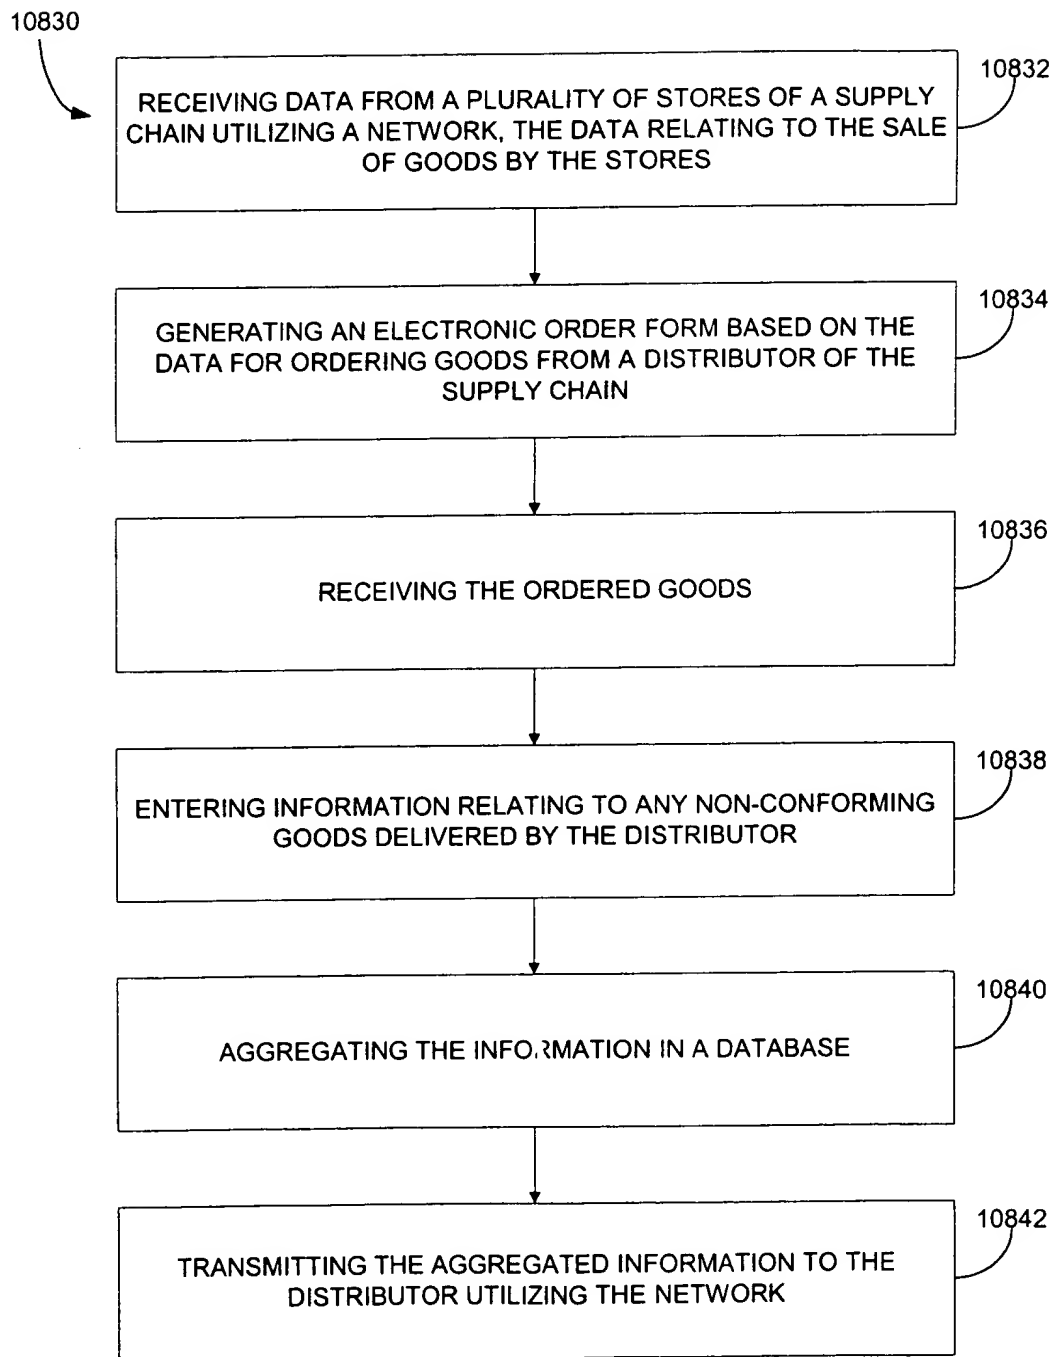 10830
10832
RECEIVING DATA FROM A PLURALITY OF STORES OF A SUPPLY
CHAIN UTILIZING A NETWORK, THE DATA RELATING TO THE SALE
OF GOODS BY THE STORES
10834
GENERATING AN ELECTRONIC ORDER FORM BASED ON THE
DATA FOR ORDERING GOODS FROM A DISTRIBUTOR OF THE
SUPPLY CHAIN
10836
RECEIVING THE ORDERED GOODS
10838
ENTERING INFORMATION RELATING TO ANY NON-CONFORMING
GOODS DELIVERED BY THE DISTRIBUTOR
10840
AGGREGATING THE INFORMATION IN A DATABASE
10842
TRANSMITTING THE AGGREGATED INFORMATION TO THE
DISTRIBUTOR UTILIZING THE NETWORK